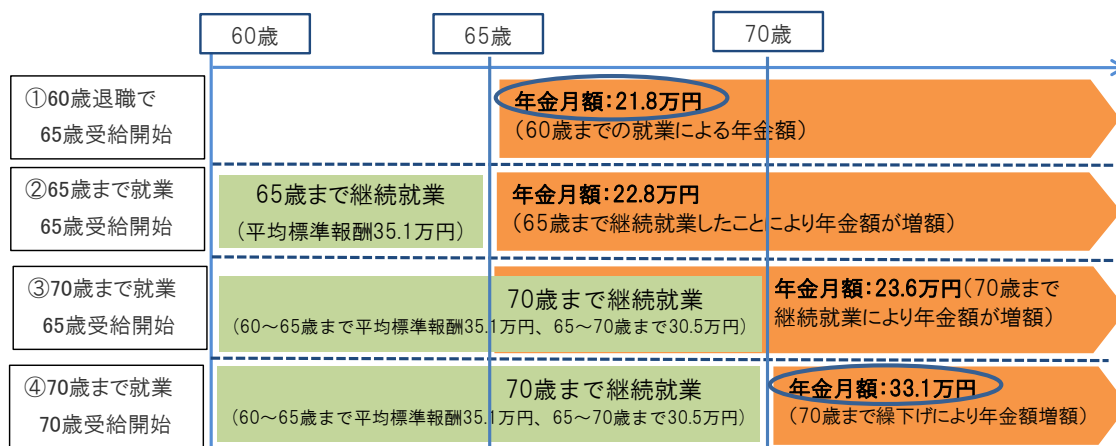 60歳
65歳
70歳
①60歳退職で
65歳受給開始
年金月額:21.8万円
(60歳までの就業による年金額)
②65歳まで就業
65歳受給開始
65歳まで継続就業
(平均標準報酬35.1万円)
年金月額:22.8万円
(65歳まで継続就業したことにより年金額が増額)
③70歳まで就業
65歳受給開始
70歳まで継続就業
(60~65歳まで平均標準報酬35.1万円、65~70歳まで30.5万円)
年金月額:23.6万円(70歳まで
継続就業により年金額が増額)
④70歳まで就業
70歳受給開始
70歳まで継続就業
(60~65歳まで平均標準報酬35.1万円、65~70歳まで30.5万円)
年金月額:33.1万円
(70歳まで繰下げにより年金額増額)